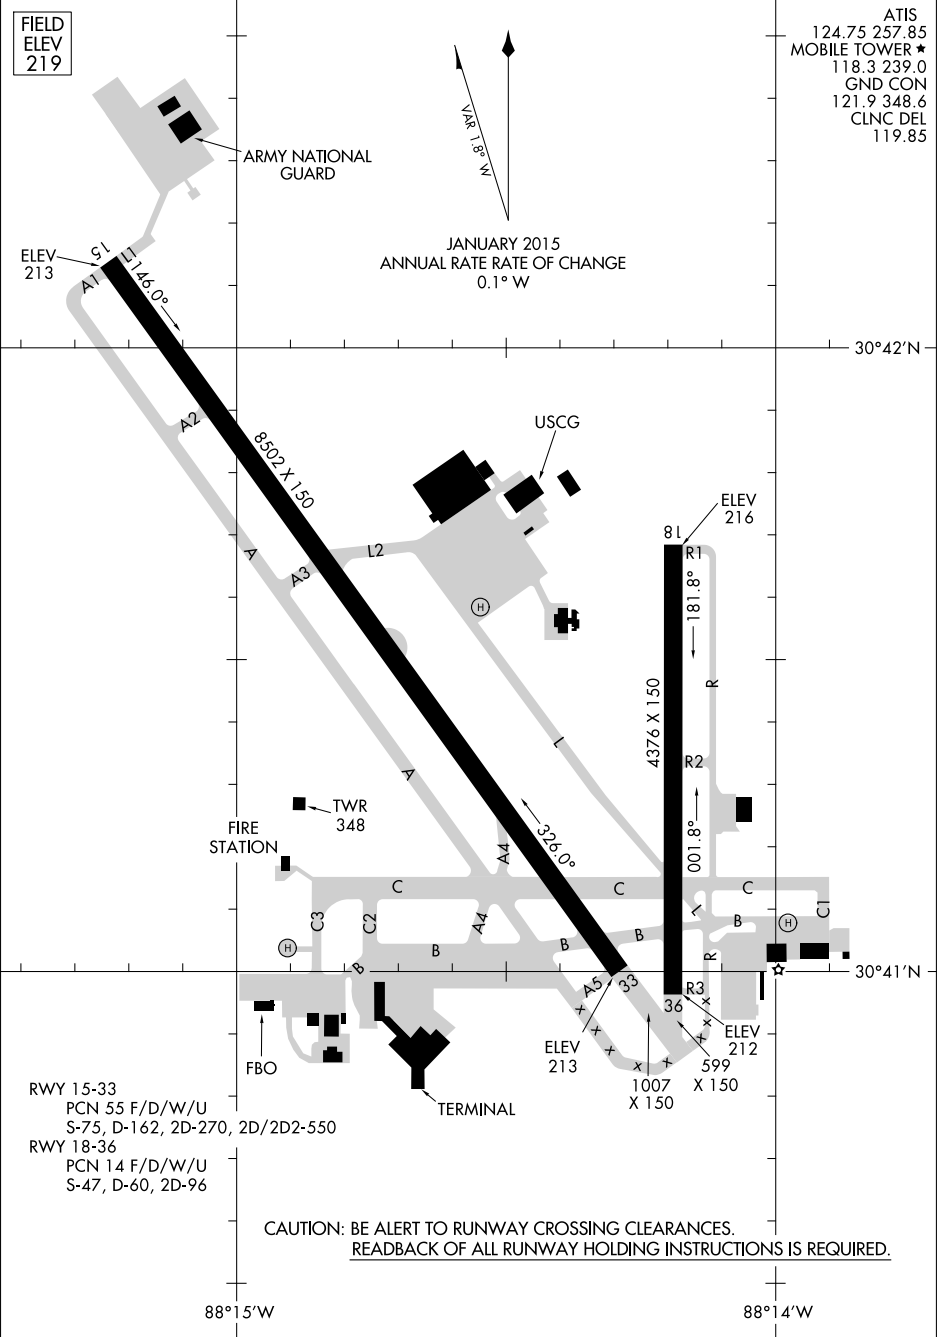 FIELD
ELEV
219
ATIS
124.75 257.85
MOBILE TOWER ★
118.3 239.0
GND CON
121.9 348.6
CLNC DEL
119.85
VAR 1.8° W
JANUARY 2015
ANNUAL RATE RATE OF CHANGE
0.1° W
ARMY NATIONAL
GUARD
ELEV
213
15
L1
A1
146.0°
30°42'N
A2
8502 X 150
USCG
ELEV
216
18
R1
A
L2
A3
H
181.8°
R
4376 X 150
L
R2
A
TWR
348
FIRE
STATION
326.0°
001.8°
A4
C
C
C
C3
C2
A4
L
B
C1
H
H
B
B
B
B
R
30°41'N
A5
33
R3
36
x
x
x
x
x
x
x
ELEV
213
ELEV
212
FBO
599
X 150
1007
X 150
TERMINAL
RWY 15-33
PCN 55 F/D/W/U
S-75, D-162, 2D-270, 2D/2D2-550
RWY 18-36
PCN 14 F/D/W/U
S-47, D-60, 2D-96
CAUTION: BE ALERT TO RUNWAY CROSSING CLEARANCES.
READBACK OF ALL RUNWAY HOLDING INSTRUCTIONS IS REQUIRED.
88°15'W
88°14'W